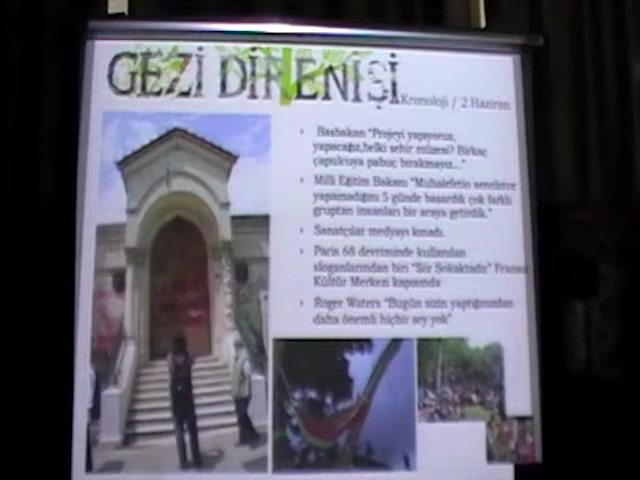 GEZİ DİRENİŞİ
Kronoloji / 2 Haziran
Başbakan "Projeyi yapıyoruz,
yapacağız,belki şehir müzesi? Birkaç
çapulcuya pabuç bırakmayız..."
Milli Eğitim Bakanı "Muhalefetin senelerce
yapamadığını 5 günde başardık çok farklı
gruptan insanları bir araya getirdik."
Sanatçılar medyayı kınadı.
Paris 68 devriminde kullanılan
sloganlarından biri "Şiir Sokaktadır" Fransız
Kültür Merkezi kapısında
Roger Waters "Bugün sizin yaptığınızdan
daha önemli hiçbir şey yok"